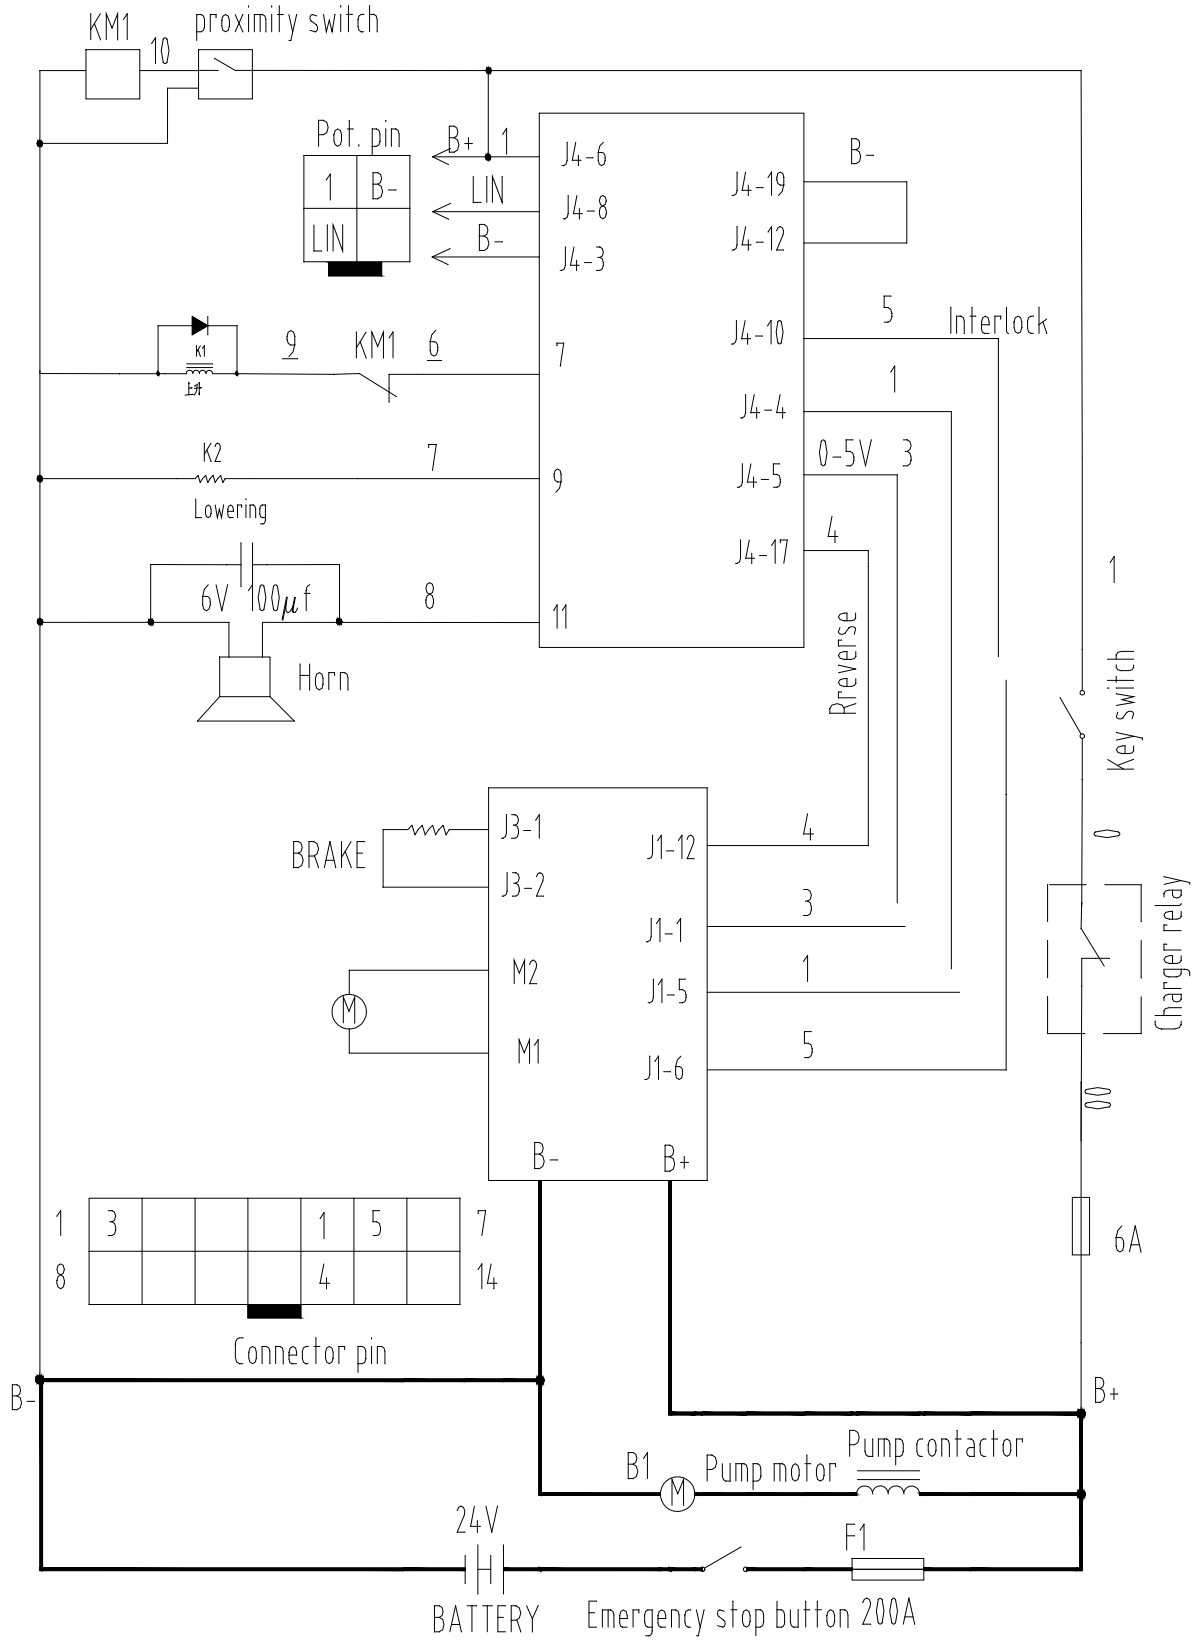 KM1
10
proximity switch
Pot. pin
1 B-
LIN
B+ 1
LIN
B-
J4-6
J4-8
J4-3
7
9
11
J4-19
J4-12
J4-10
J4-4
J4-5
J4-17
B-
5
Interlock
1
0-5V 3
4
K1
上升
9
KM1
6
K2
7
Lowering
6V 100μf
8
Horn
Rreverse
1
Key switch
0
Charger relay
00
6A
BRAKE
J3-1
J3-2
M2
M
M1
J1-12
J1-1
J1-5
J1-6
4
3
1
5
B- B+
1 3 1 5 7
8 4 14
Connector pin
B-
B+
B1
M
Pump motor
Pump contactor
24V
BATTERY
F1
Emergency stop button 200A